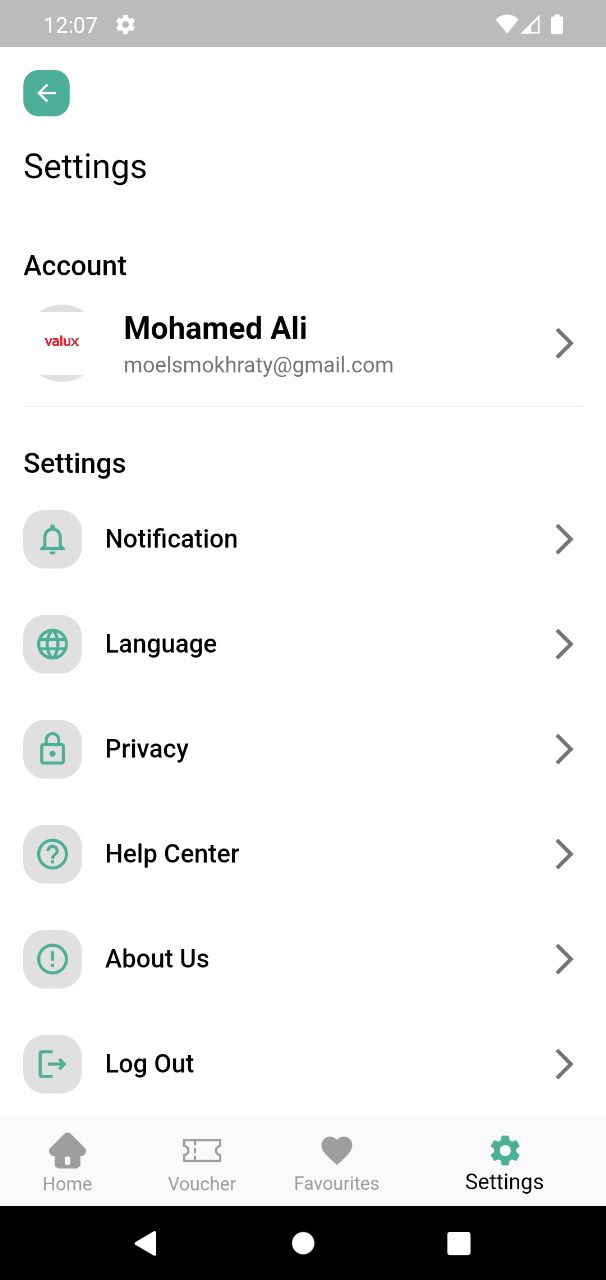 12:07
Settings
Account
valux
Mohamed Ali
moelsmokhraty@gmail.com
Settings
Notification
Language
Privacy
Help Center
About Us
Log Out
Home
Voucher
Favourites
Settings